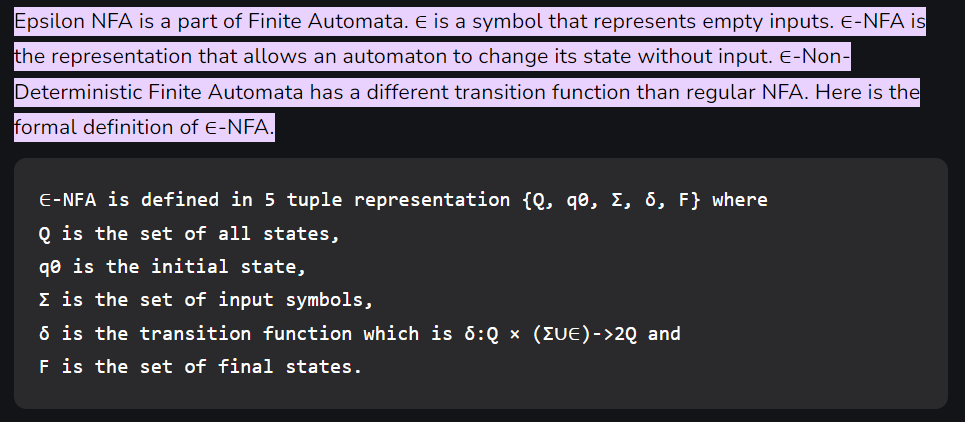 Epsilon NFA is a part of Finite Automata. ∈ is a symbol that represents empty inputs. ∈-NFA is
the representation that allows an automaton to change its state without input. ∈-Non-
Deterministic Finite Automata has a different transition function than regular NFA. Here is the
formal definition of ∈-NFA.
∈-NFA is defined in 5 tuple representation {Q, q0, Σ, δ, F} where
Q is the set of all states,
q0 is the initial state,
Σ is the set of input symbols,
δ is the transition function which is δ:Q × (Σ∪∈)->2Q and
F is the set of final states.